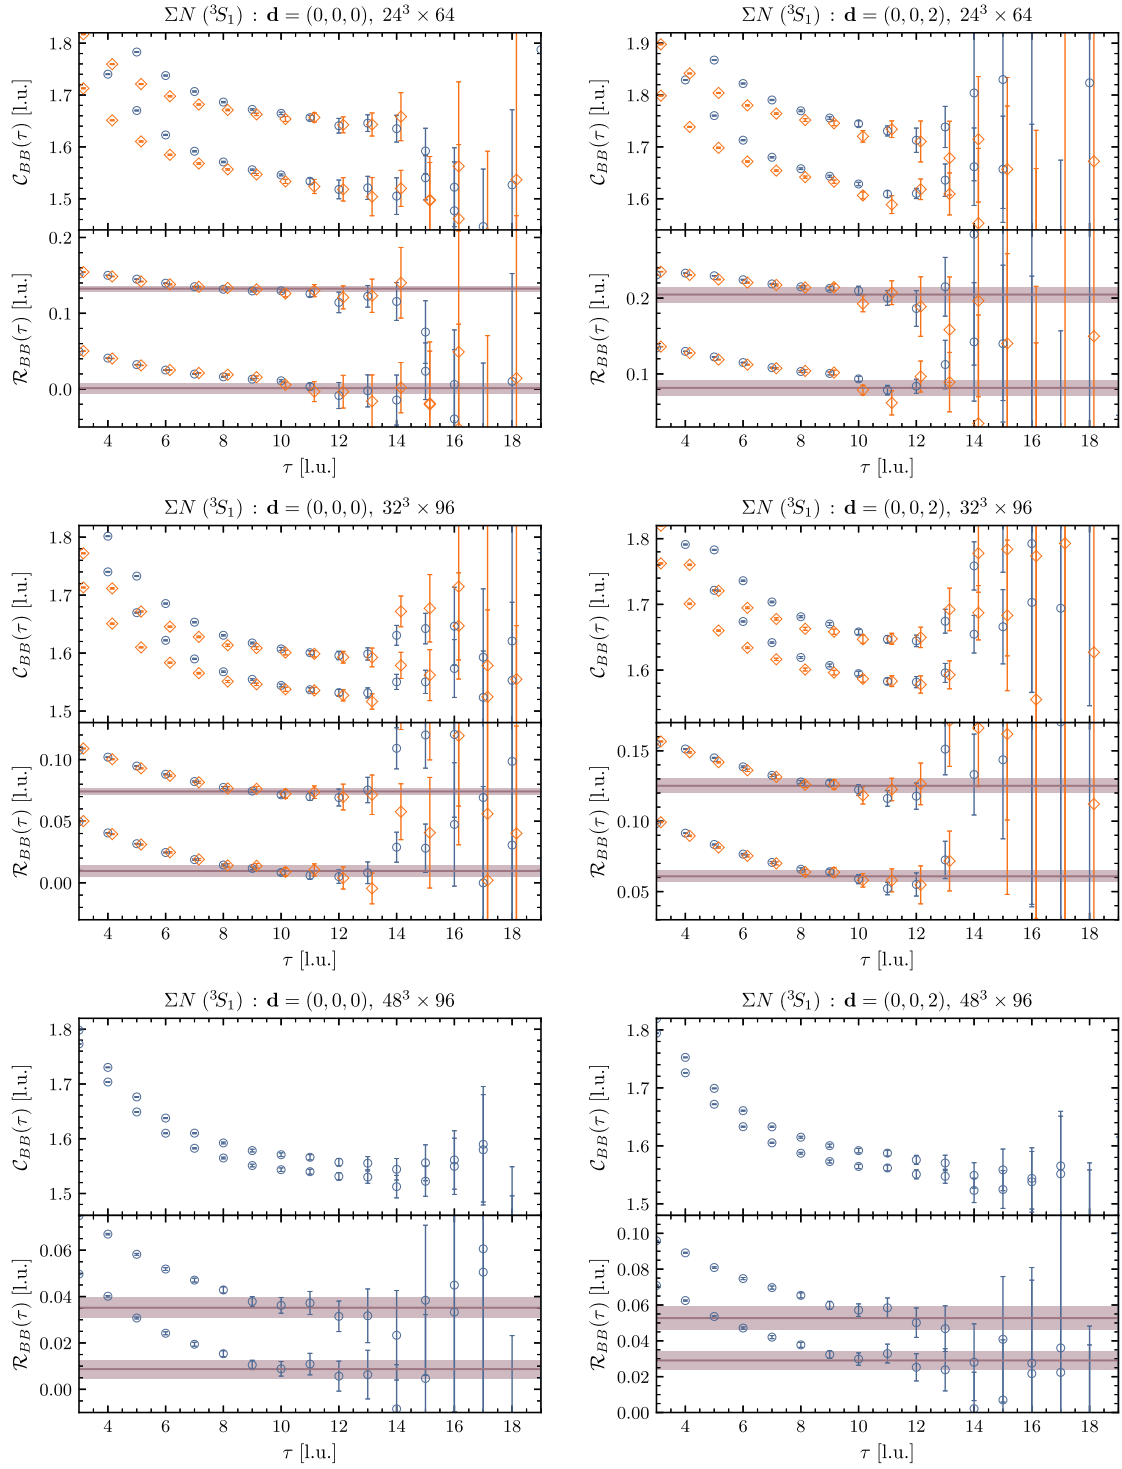 ΣN (³S₁) : d = (0, 0, 0), 24³ × 64
1.8
1.7
1.6
1.5
C_BB(τ) [l.u.]
0.2
0.1
0.0
R_BB(τ) [l.u.]
4 6 8 10 12 14 16 18
τ [l.u.]
ΣN (³S₁) : d = (0, 0, 2), 24³ × 64
1.9
1.8
1.7
1.6
C_BB(τ) [l.u.]
0.2
0.1
R_BB(τ) [l.u.]
4 6 8 10 12 14 16 18
τ [l.u.]
ΣN (³S₁) : d = (0, 0, 0), 32³ × 96
1.8
1.7
1.6
1.5
C_BB(τ) [l.u.]
0.10
0.05
0.00
R_BB(τ) [l.u.]
4 6 8 10 12 14 16 18
τ [l.u.]
ΣN (³S₁) : d = (0, 0, 2), 32³ × 96
1.8
1.7
1.6
C_BB(τ) [l.u.]
0.15
0.10
0.05
R_BB(τ) [l.u.]
4 6 8 10 12 14 16 18
τ [l.u.]
ΣN (³S₁) : d = (0, 0, 0), 48³ × 96
1.8
1.7
1.6
1.5
C_BB(τ) [l.u.]
0.06
0.04
0.02
0.00
R_BB(τ) [l.u.]
4 6 8 10 12 14 16 18
τ [l.u.]
ΣN (³S₁) : d = (0, 0, 2), 48³ × 96
1.8
1.7
1.6
1.5
C_BB(τ) [l.u.]
0.10
0.08
0.06
0.04
0.02
0.00
R_BB(τ) [l.u.]
4 6 8 10 12 14 16 18
τ [l.u.]